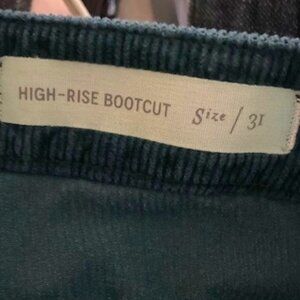 HIGH-RISE BOOTCUT Size / 31